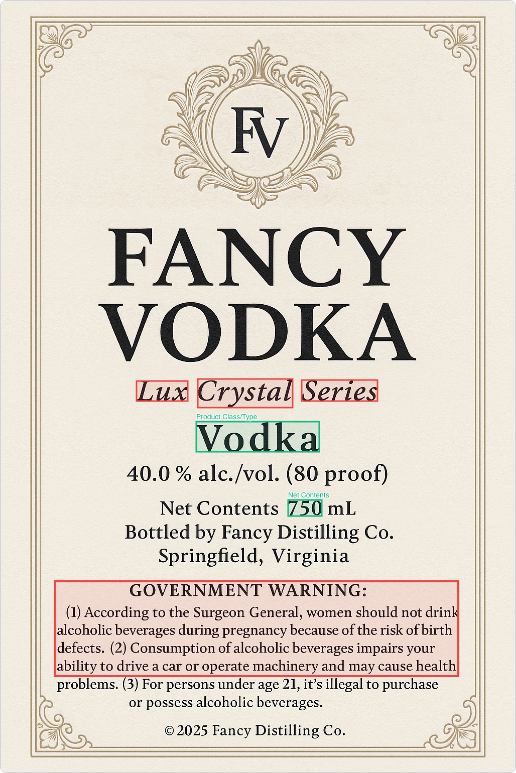 FV
FANCY
VODKA
Lux Crystal Series
Product Class/Type
Vodka
40.0 % alc./vol. (80 proof)
Net Contents
Net Contents 750 mL
Bottled by Fancy Distilling Co.
Springfield, Virginia
GOVERNMENT WARNING:
(1) According to the Surgeon General, women should not drink
alcoholic beverages during pregnancy because of the risk of birth
defects. (2) Consumption of alcoholic beverages impairs your
ability to drive a car or operate machinery and may cause health
problems. (3) For persons under age 21, it's illegal to purchase
or possess alcoholic beverages.
© 2025 Fancy Distilling Co.